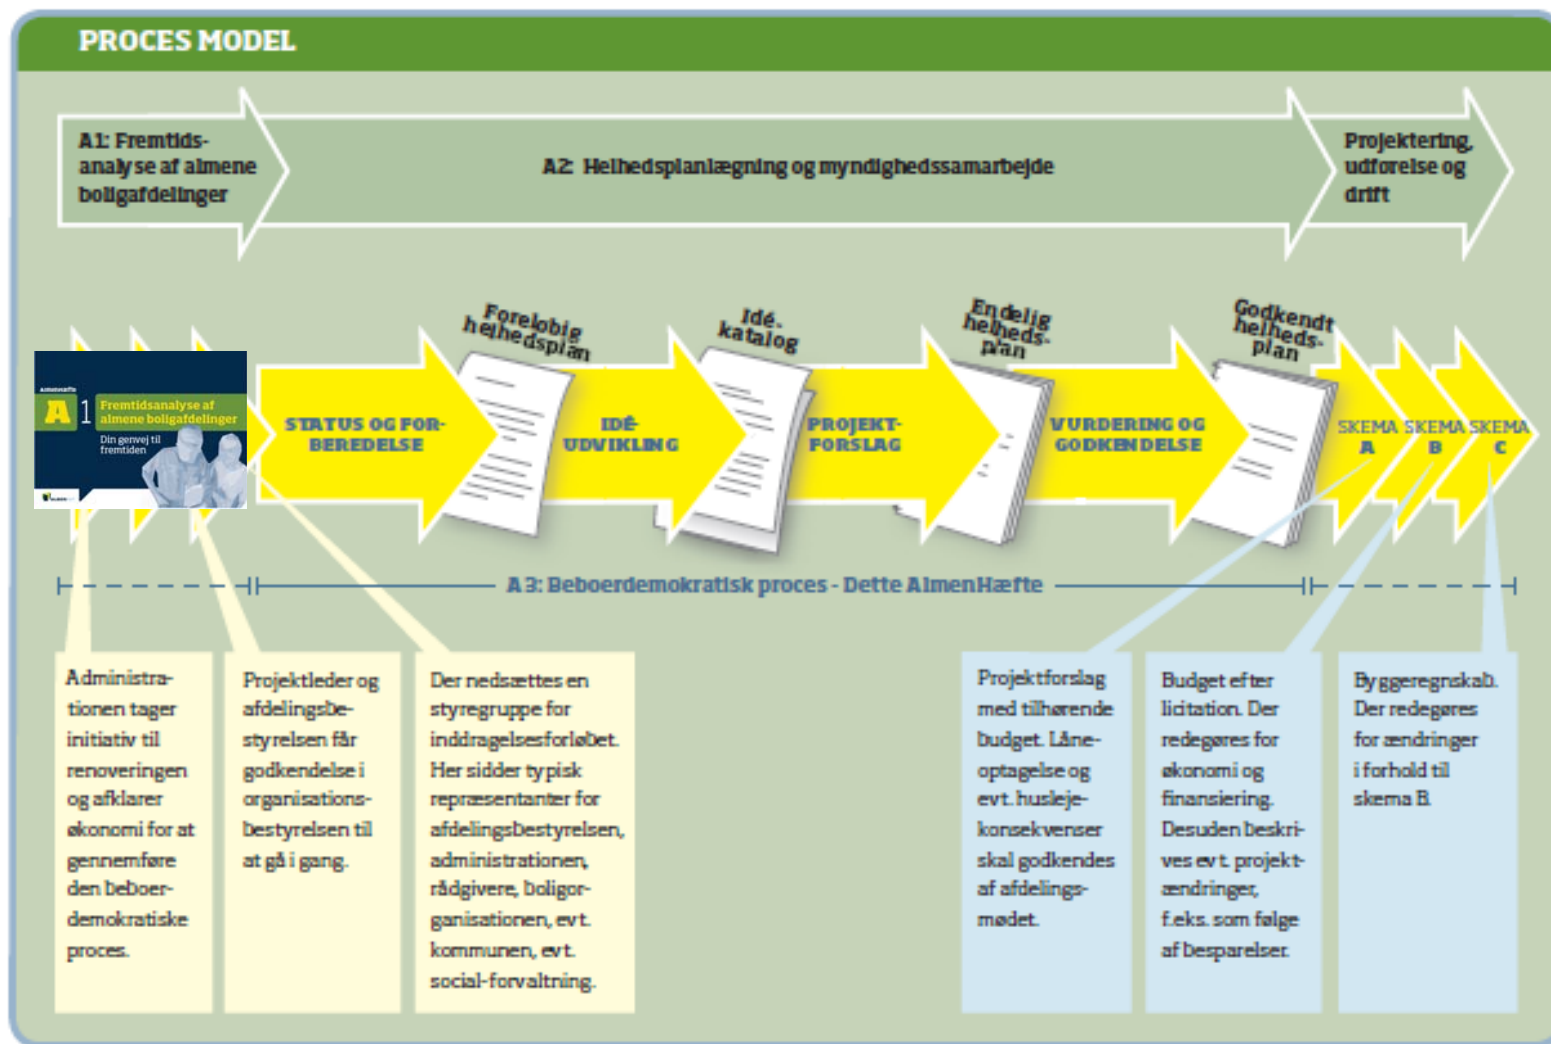 PROCES MODEL
A1: Fremtids-
analyse af almene
boligafdelinger
A2: Helhedsplanlægning og myndighedssamarbejde
Projektering,
udførelse og
drift
Foreløbig
helhedsplan
Idé-
katalog
Endelig
helheds-
plan
Godkendt
helheds-
plan
AlmenHæfte
A 1
Fremtidsanalyse af
almene boligafdelinger
Din genvej til
fremtiden
STATUS OG FOR-
BEREDELSE
IDÉ-
UDVIKLING
PROJEKT-
FORSLAG
VURDERING OG
GODKENDELSE
SKEMA
A
SKEMA
B
SKEMA
C
A3: Beboerdemokratisk proces - Dette AlmenHæfte
Administra-
tionen tager
initiativ til
renoveringen
og afklarer
økonomi for at
gennemføre
den beboer-
demokratiske
proces.
Projektleder og
afdelingsbe-
styrelsen får
godkendelse i
organisations-
bestyrelsen til
at gå i gang.
Der nedsættes en
styregruppe for
inddragelsesforløbet.
Her sidder typisk
repræsentanter for
afdelingsbestyrelsen,
administrationen,
rådgivere, boligor-
ganisationen, evt.
kommunen, evt.
social-forvaltning.
Projektforslag
med tilhørende
budget. Låne-
optagelse og
evt. husleje-
konsekvenser
skal godkendes
af afdelings-
mødet.
Budget efter
licitation. Der
redegøres for
økonomi og
finansiering.
Desuden beskri-
ves evt. projekt-
ændringer,
f.eks. som følge
af besparelser.
Byggeregnskab.
Der redegøres
for ændringer
i forhold til
skema B.